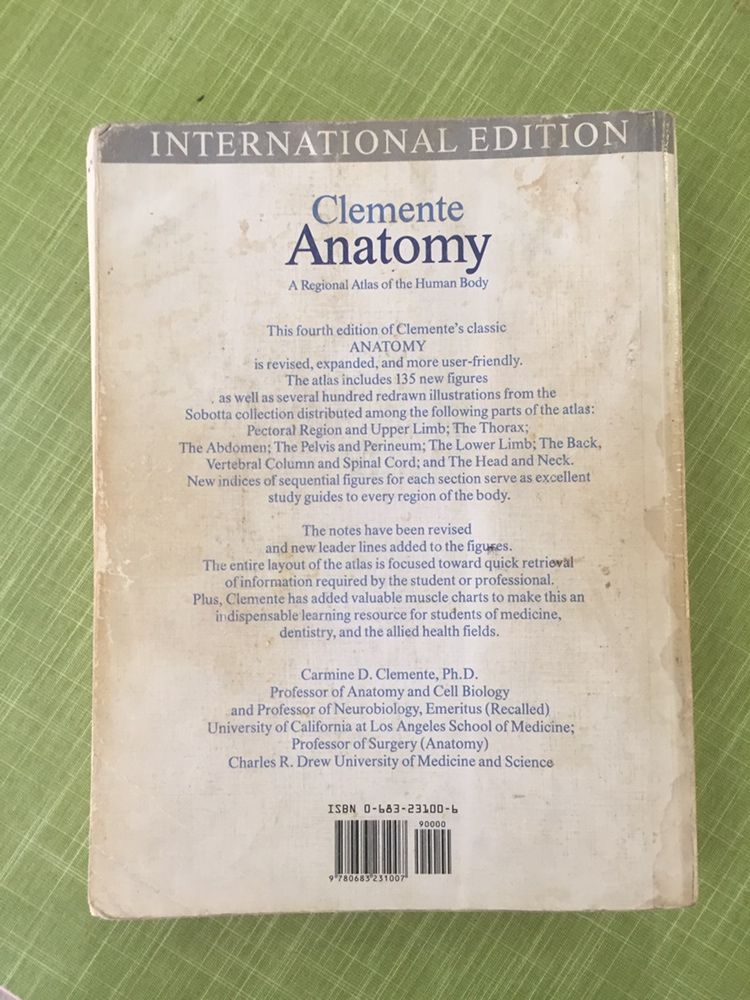 INTERNATIONAL EDITION
Clemente
Anatomy
A Regional Atlas of the Human Body
This fourth edition of Clemente's classic
ANATOMY
is revised, expanded, and more user-friendly.
The atlas includes 135 new figures
as well as several hundred redrawn illustrations from the
Sobotta collection distributed among the following parts of the atlas:
Pectoral Region and Upper Limb; The Thorax;
The Abdomen; The Pelvis and Perineum; The Lower Limb; The Back,
Vertebral Column and Spinal Cord; and The Head and Neck.
New indices of sequential figures for each section serve as excellent
study guides to every region of the body.
The notes have been revised
and new leader lines added to the figures.
The entire layout of the atlas is focused toward quick retrieval
of information required by the student or professional.
Plus, Clemente has added valuable muscle charts to make this an
indispensable learning resource for students of medicine,
dentistry, and the allied health fields.
Carmine D. Clemente, Ph.D.
Professor of Anatomy and Cell Biology
and Professor of Neurobiology, Emeritus (Recalled)
University of California at Los Angeles School of Medicine;
Professor of Surgery (Anatomy)
Charles R. Drew University of Medicine and Science
ISBN 0-683-23100-6
90000
9 780683 231007